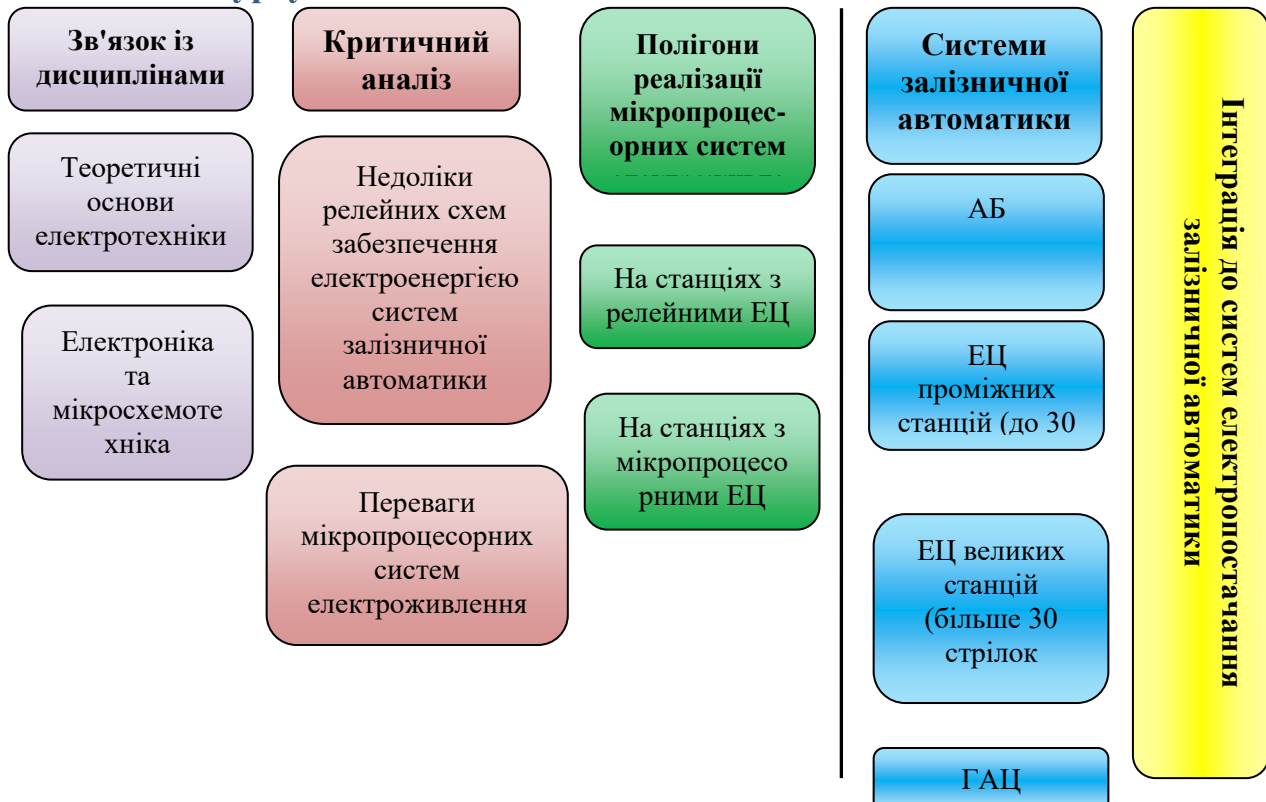 Зв'язок із
дисциплінами
Теоретичні
основи
електротехніки
Електроніка
та
мікросхемоте
хніка
Критичний
аналіз
Недоліки
релейних схем
забезпечення
електроенергією
систем
залізничної
автоматики
Переваги
мікропроцесорних
систем
електроживлення
Полігони
реалізації
мікропроцес-
орних систем
На станціях з
релейними ЕЦ
На станціях з
мікропроцесо
рними ЕЦ
Системи
залізничної
автоматики
АБ
ЕЦ
проміжних
станцій (до 30
ЕЦ великих
станцій
(більше 30
стрілок
ГАЦ
Інтеграція до систем електропостачання
залізничної автоматики